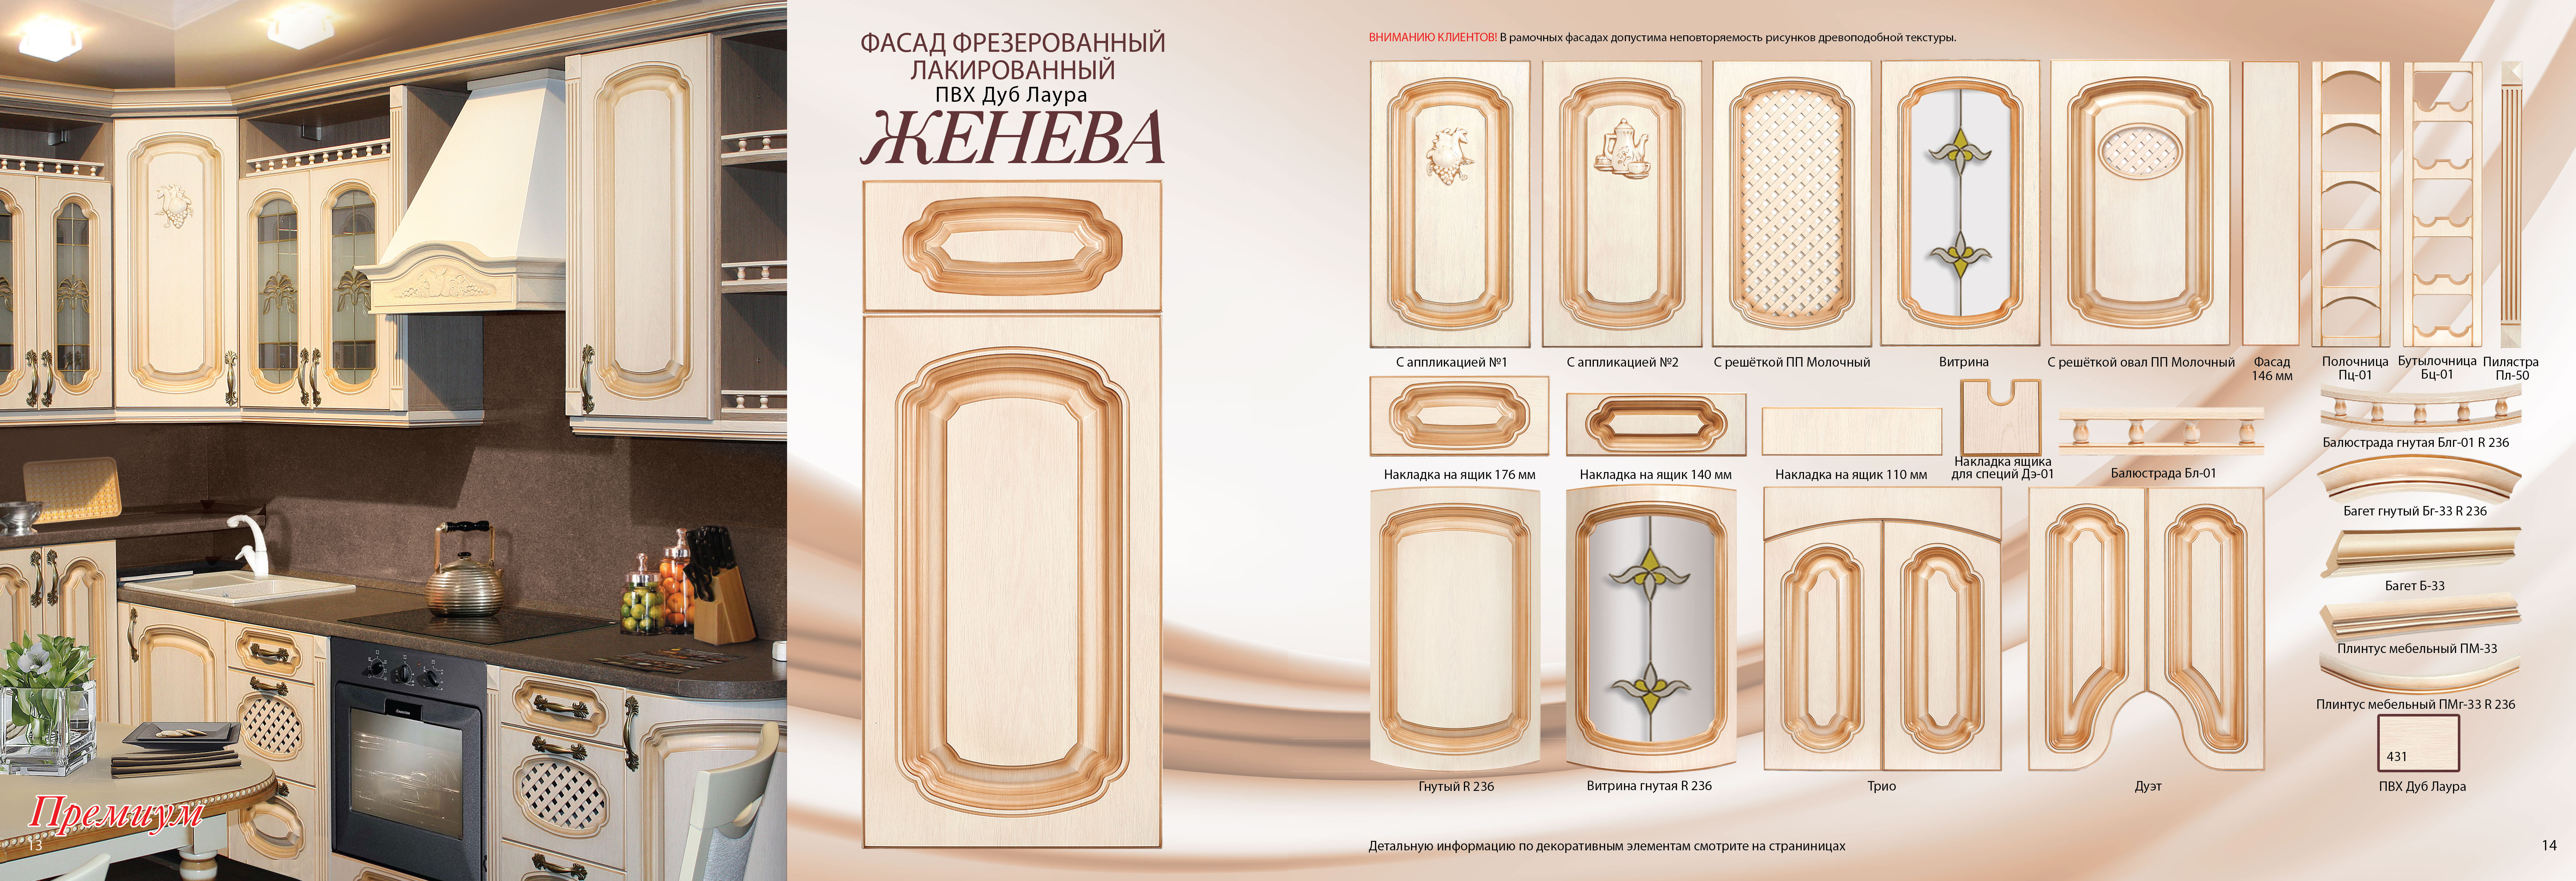 Премиум
13
ФАСАД ФРЕЗЕРОВАННЫЙ
ЛАКИРОВАННЫЙ
ПВХ Дуб Лаура
ЖЕНЕВА
ВНИМАНИЮ КЛИЕНТОВ! В рамочных фасадах допустима неповторяемость рисунков древоподобной текстуры.
С аппликацией №1
С аппликацией №2
С решёткой ПП Молочный
Витрина
С решёткой овал ПП Молочный
Фасад
146 мм
Полочница
Пц-01
Бутылочница
Бц-01
Пилястра
Пл-50
Накладка на ящик 176 мм
Накладка на ящик 140 мм
Накладка на ящик 110 мм
Накладка ящика
для специй Дэ-01
Балюстрада Бл-01
Балюстрада гнутая Блг-01 R 236
Багет гнутый Бг-33 R 236
Багет Б-33
Плинтус мебельный ПМ-33
Плинтус мебельный ПМг-33 R 236
431
ПВХ Дуб Лаура
Гнутый R 236
Витрина гнутая R 236
Трио
Дуэт
Детальную информацию по декоративным элементам смотрите на страниницах
14